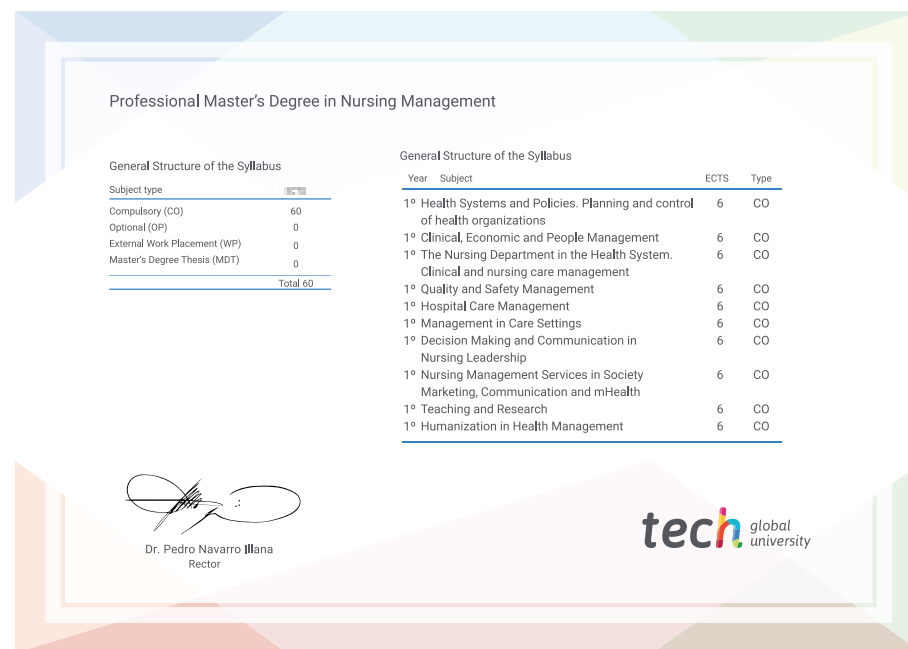 Professional Master's Degree in Nursing Management
General Structure of the Syllabus
Subject type
Compulsory (CO) 60
Optional (OP) 0
External Work Placement (WP) 0
Master's Degree Thesis (MDT) 0
Total 60
General Structure of the Syllabus
Year Subject ECTS Type
1º Health Systems and Policies. Planning and control 6 CO
of health organizations
1º Clinical, Economic and People Management 6 CO
1º The Nursing Department in the Health System. 6 CO
Clinical and nursing care management
1º Quality and Safety Management 6 CO
1º Hospital Care Management 6 CO
1º Management in Care Settings 6 CO
1º Decision Making and Communication in 6 CO
Nursing Leadership
1º Nursing Management Services in Society 6 CO
Marketing, Communication and mHealth
1º Teaching and Research 6 CO
1º Humanization in Health Management 6 CO
Dr. Pedro Navarro Illana
Rector
tech global
university